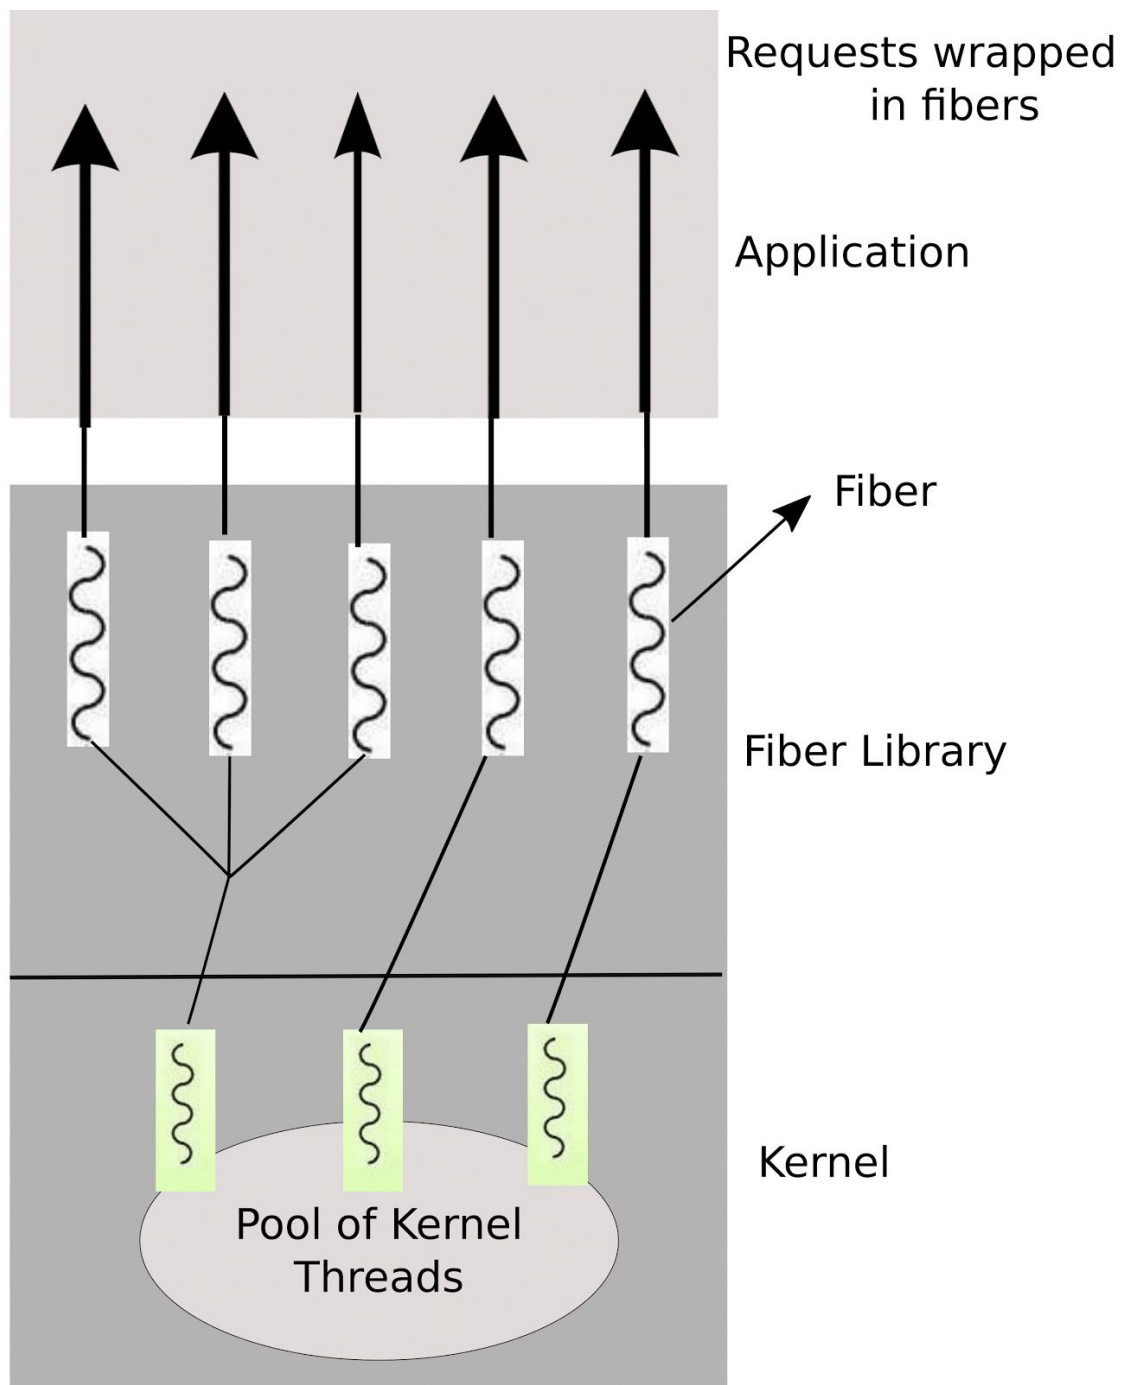 Requests wrapped
in fibers
Application
Fiber
Fiber Library
Kernel
Pool of Kernel
Threads